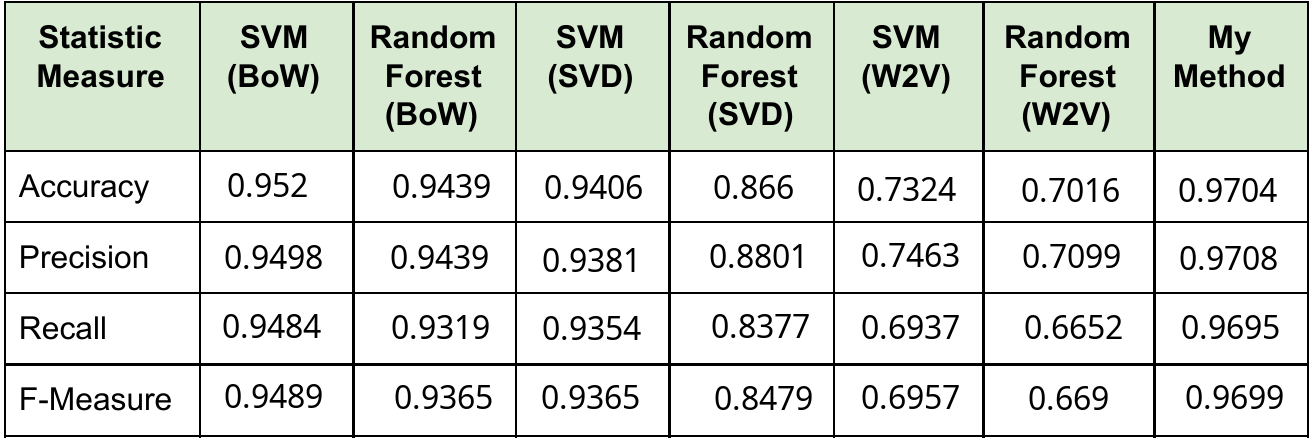 Statistic Measure | SVM (BoW) | Random Forest (BoW) | SVM (SVD) | Random Forest (SVD) | SVM (W2V) | Random Forest (W2V) | My Method
Accuracy | 0.952 | 0.9439 | 0.9406 | 0.866 | 0.7324 | 0.7016 | 0.9704
Precision | 0.9498 | 0.9439 | 0.9381 | 0.8801 | 0.7463 | 0.7099 | 0.9708
Recall | 0.9484 | 0.9319 | 0.9354 | 0.8377 | 0.6937 | 0.6652 | 0.9695
F-Measure | 0.9489 | 0.9365 | 0.9365 | 0.8479 | 0.6957 | 0.669 | 0.9699